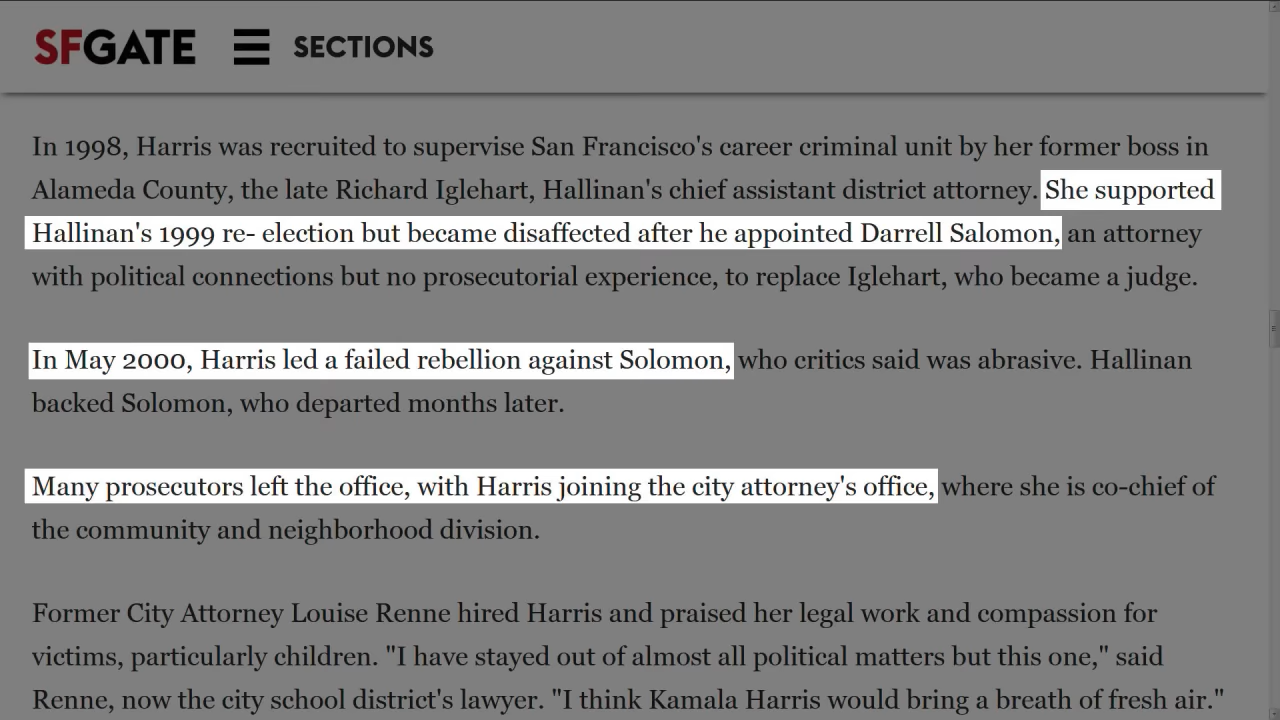 SFGATE SECTIONS
In 1998, Harris was recruited to supervise San Francisco's career criminal unit by her former boss in
Alameda County, the late Richard Iglehart, Hallinan's chief assistant district attorney. She supported
Hallinan's 1999 re- election but became disaffected after he appointed Darrell Salomon, an attorney
with political connections but no prosecutorial experience, to replace Iglehart, who became a judge.
In May 2000, Harris led a failed rebellion against Solomon, who critics said was abrasive. Hallinan
backed Solomon, who departed months later.
Many prosecutors left the office, with Harris joining the city attorney's office, where she is co-chief of
the community and neighborhood division.
Former City Attorney Louise Renne hired Harris and praised her legal work and compassion for
victims, particularly children. "I have stayed out of almost all political matters but this one," said
Renne, now the city school district's lawyer. "I think Kamala Harris would bring a breath of fresh air."